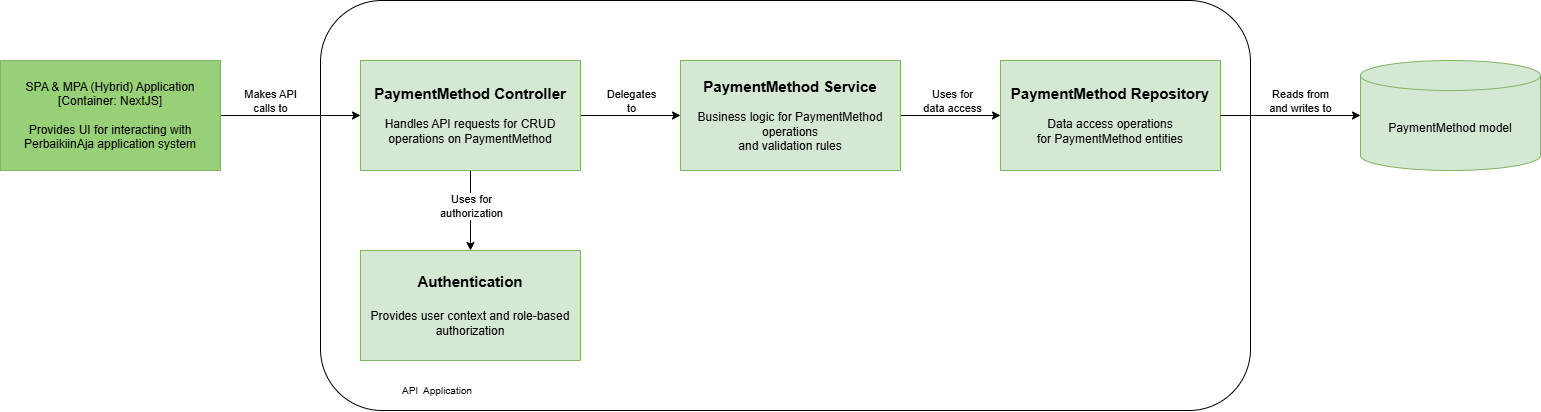 SPA & MPA (Hybrid) Application
[Container: NextJS]
Provides UI for interacting with
PerbaikiinAja application system
Makes API
calls to
PaymentMethod Controller
Handles API requests for CRUD
operations on PaymentMethod
Delegates
to
PaymentMethod Service
Business logic for PaymentMethod
operations
and validation rules
Uses for
data access
PaymentMethod Repository
Data access operations
for PaymentMethod entities
Reads from
and writes to
PaymentMethod model
Uses for
authorization
Authentication
Provides user context and role-based
authorization
API Application